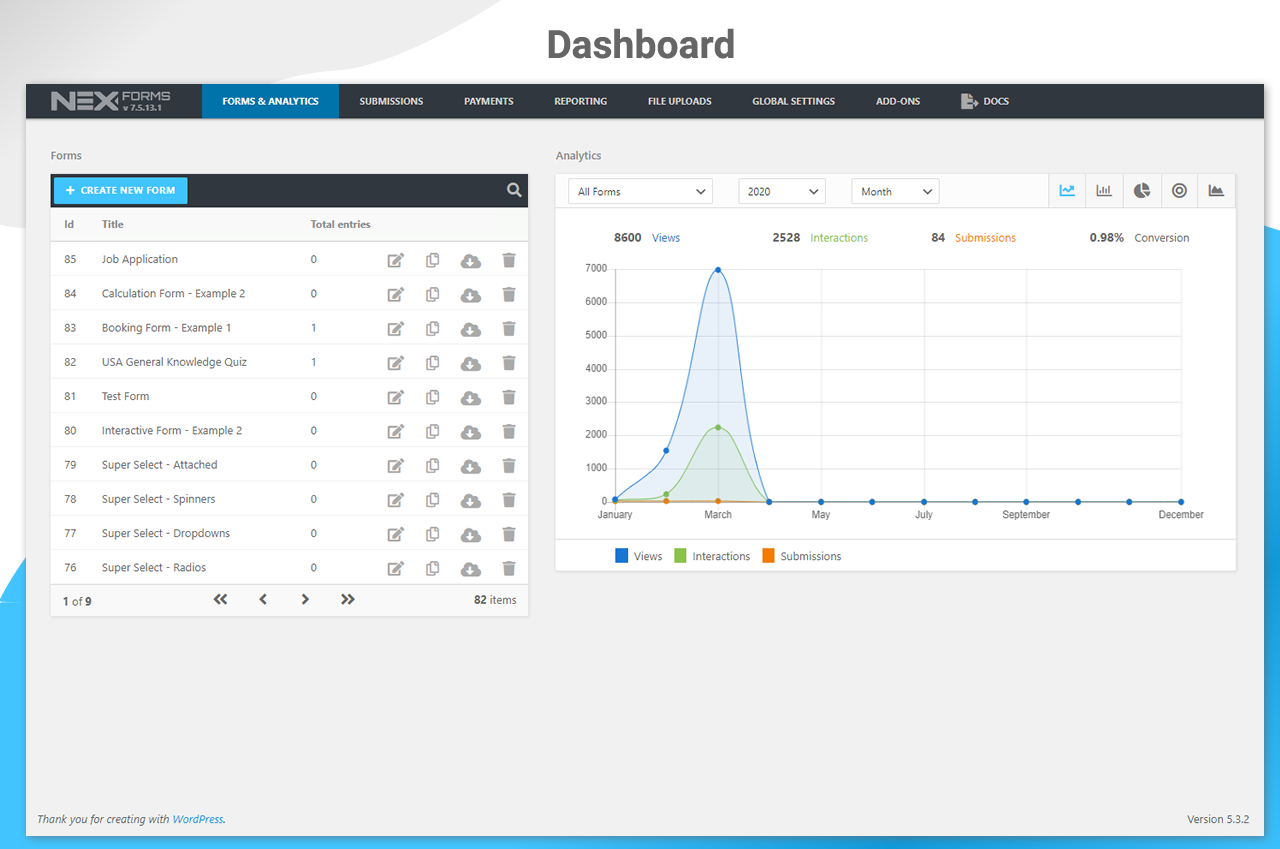 Dashboard
NEX FORMS v 7.5.13.1
FORMS & ANALYTICS SUBMISSIONS PAYMENTS REPORTING FILE UPLOADS GLOBAL SETTINGS ADD-ONS DOCS
Forms
+ CREATE NEW FORM
Id Title Total entries
85 Job Application 0
84 Calculation Form - Example 2 0
83 Booking Form - Example 1 1
82 USA General Knowledge Quiz 1
81 Test Form 0
80 Interactive Form - Example 2 0
79 Super Select - Attached 0
78 Super Select - Spinners 0
77 Super Select - Dropdowns 0
76 Super Select - Radios 0
1 of 9 82 items
Analytics
All Forms 2020 Month
8600 Views 2528 Interactions 84 Submissions 0.98% Conversion
7000
6000
5000
4000
3000
2000
1000
0
January March May July September December
Views Interactions Submissions
Thank you for creating with WordPress. Version 5.3.2